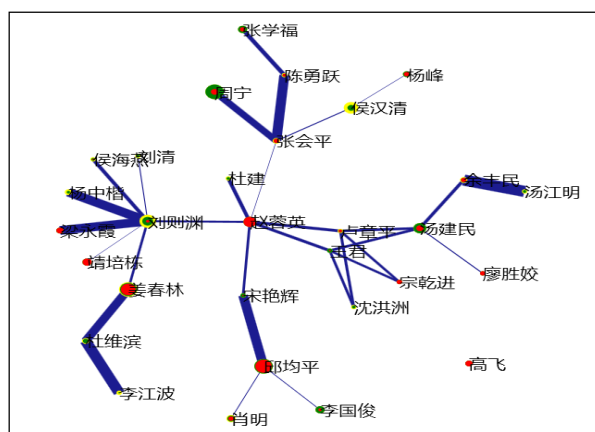 张学福
陈勇跃
杨峰
周宁
侯汉清
张会平
刘清
侯海燕
杜建
余丰民
汤江明
杨中楷
刘则渊
赵蓉英
卢章平
汤建民
梁永霞
王君
靖培栋
宗乾进
廖胜姣
姜春林
宋艳辉
沈洪洲
杜维滨
邱均平
高飞
李江波
李国俊
肖明